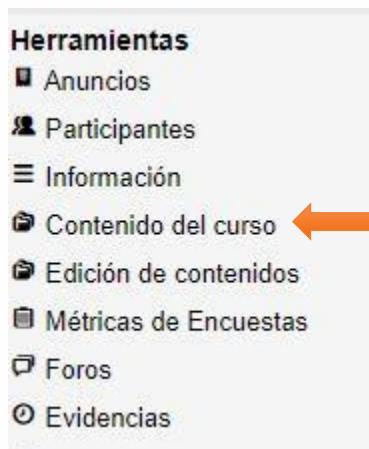 Herramientas
Anuncios
Participantes
Información
Contenido del curso
Edición de contenidos
Métricas de Encuestas
Foros
Evidencias